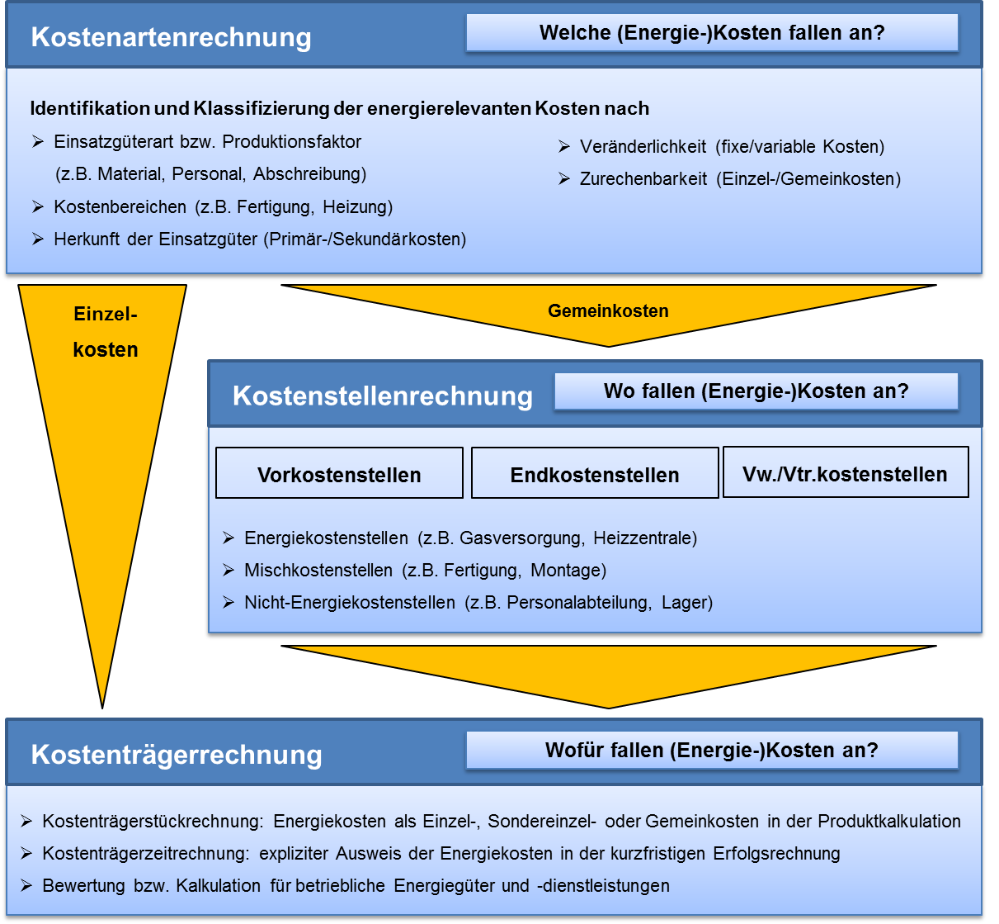 Kostenartenrechnung
Welche (Energie-)Kosten fallen an?
Identifikation und Klassifizierung der energierelevanten Kosten nach
➢ Einsatzgüterart bzw. Produktionsfaktor
(z.B. Material, Personal, Abschreibung)
➢ Kostenbereichen (z.B. Fertigung, Heizung)
➢ Herkunft der Einsatzgüter (Primär-/Sekundärkosten)
➢ Veränderlichkeit (fixe/variable Kosten)
➢ Zurechenbarkeit (Einzel-/Gemeinkosten)
Einzel-
kosten
Gemeinkosten
Kostenstellenrechnung
Wo fallen (Energie-)Kosten an?
Vorkostenstellen
Endkostenstellen
Vw./Vtr.kostenstellen
➢ Energiekostenstellen (z.B. Gasversorgung, Heizzentrale)
➢ Mischkostenstellen (z.B. Fertigung, Montage)
➢ Nicht-Energiekostenstellen (z.B. Personalabteilung, Lager)
Kostenträgerrechnung
Wofür fallen (Energie-)Kosten an?
➢ Kostenträgerstückrechnung: Energiekosten als Einzel-, Sondereinzel- oder Gemeinkosten in der Produktkalkulation
➢ Kostenträgerzeitrechnung: expliziter Ausweis der Energiekosten in der kurzfristigen Erfolgsrechnung
➢ Bewertung bzw. Kalkulation für betriebliche Energiegüter und -dienstleistungen